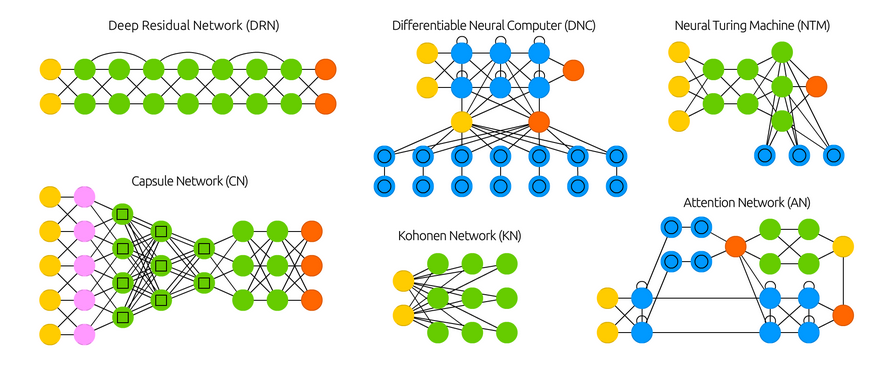 Deep Residual Network (DRN)
Differentiable Neural Computer (DNC)
Neural Turing Machine (NTM)
Capsule Network (CN)
Attention Network (AN)
Kohonen Network (KN)